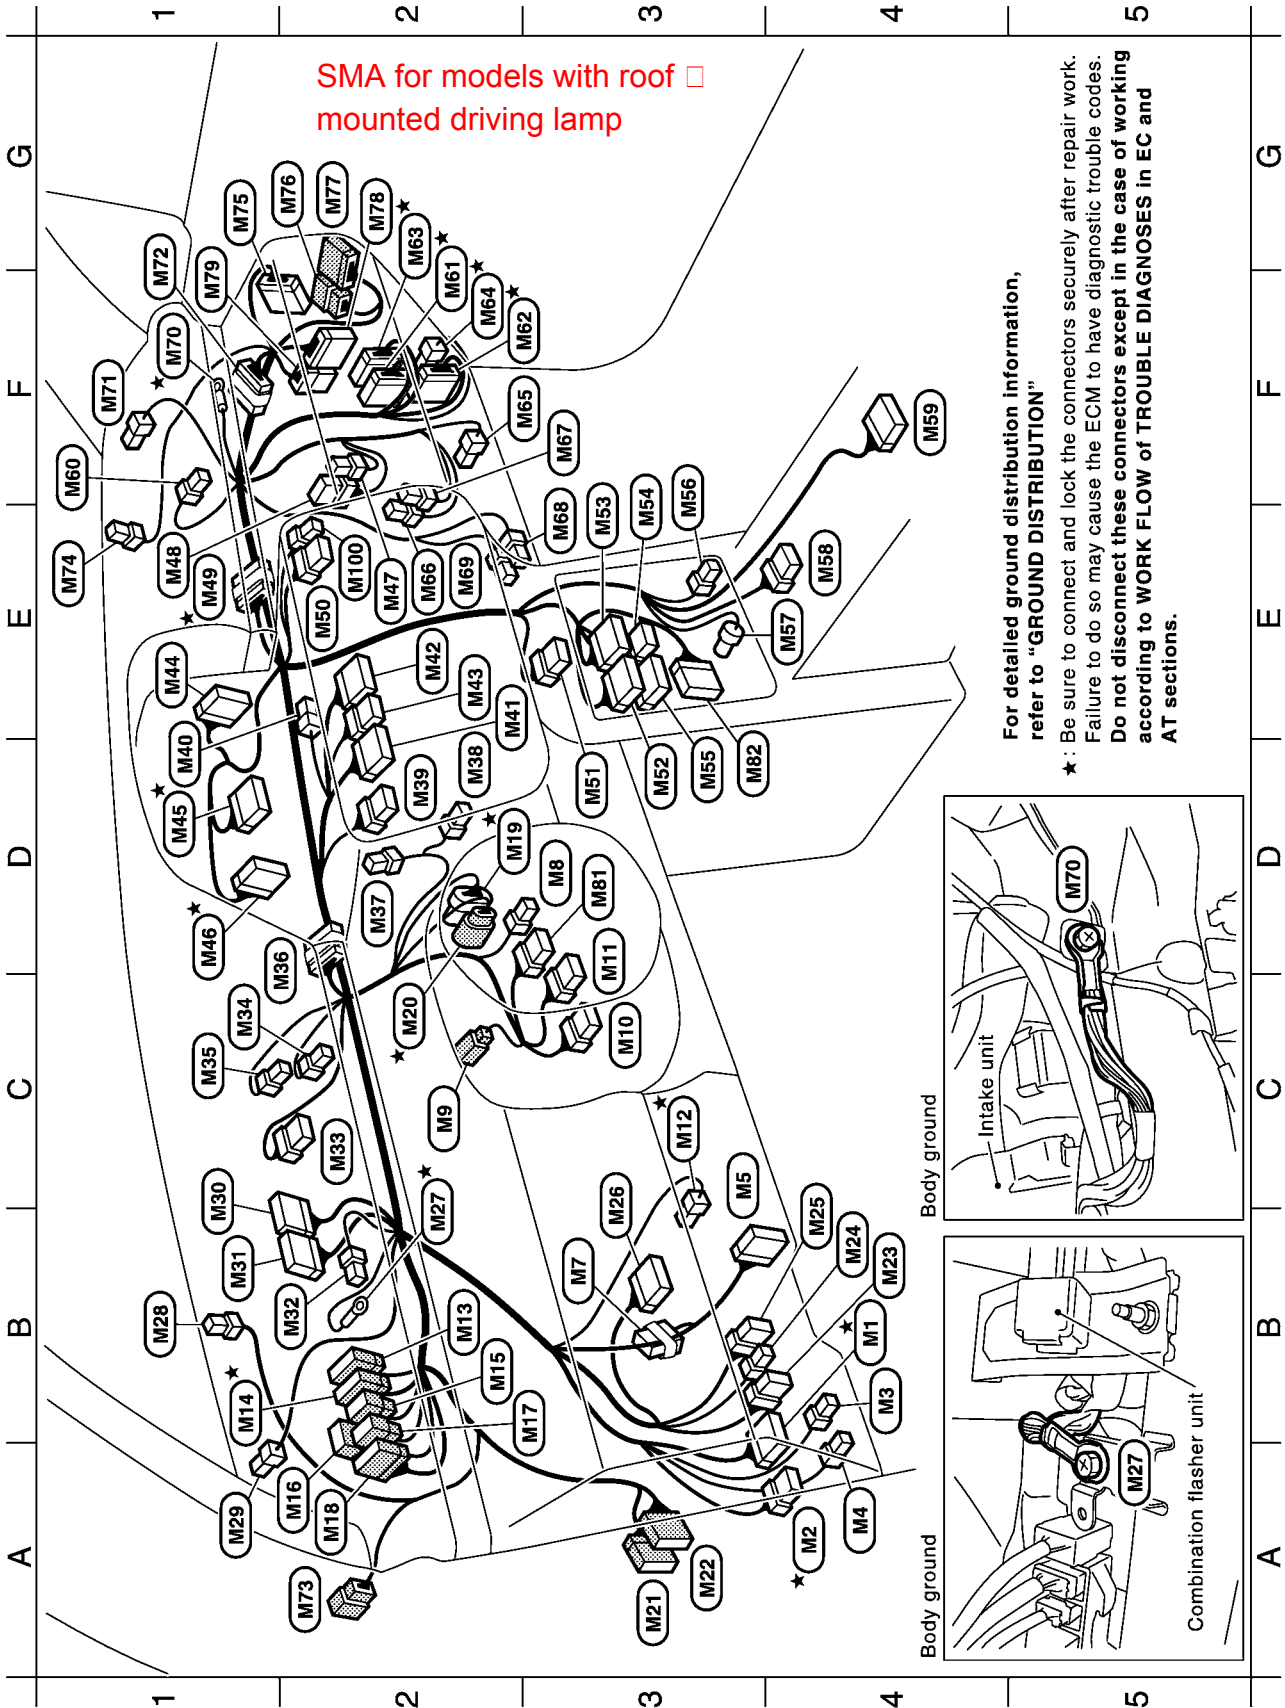 SMA for models with roof □
mounted driving lamp
1
2
3
4
5
G
F
E
D
C
B
A
M75
M76
M77
M78
M72
M79
M63 ★
M61 ★
M64 ★
M62 ★
M70 ★
M71
M60
M74
M65
M67
M48
M49 ★
M100
M50
M47
M66
M69
M68
M53
M54
M56
M59
M58
M57
M44
M40
M45 ★
M46 ★
M42
M43
M41
M38
M39
M37
M51
M52
M55
M82
M19 ★
M8
M81
M11
M10
M20 ★
M9
M36
M34
M35
M33
M30
M31
M32
M27 ★
M28
M14 ★
M29
M16
M18
M13
M15
M17
M73
M21
M22
M12 ★
M5
M26
M7
M25
M24
M23
M1 ★
M3
M4
M2 ★
For detailed ground distribution information,
refer to “GROUND DISTRIBUTION”
★ : Be sure to connect and lock the connectors securely after repair work.
Failure to do so may cause the ECM to have diagnostic trouble codes.
Do not disconnect these connectors except in the case of working
according to WORK FLOW of TROUBLE DIAGNOSES in EC and
AT sections.
Body ground
Combination flasher unit
M27
Body ground
Intake unit
M70
1
2
3
4
5
G
F
E
D
C
B
A